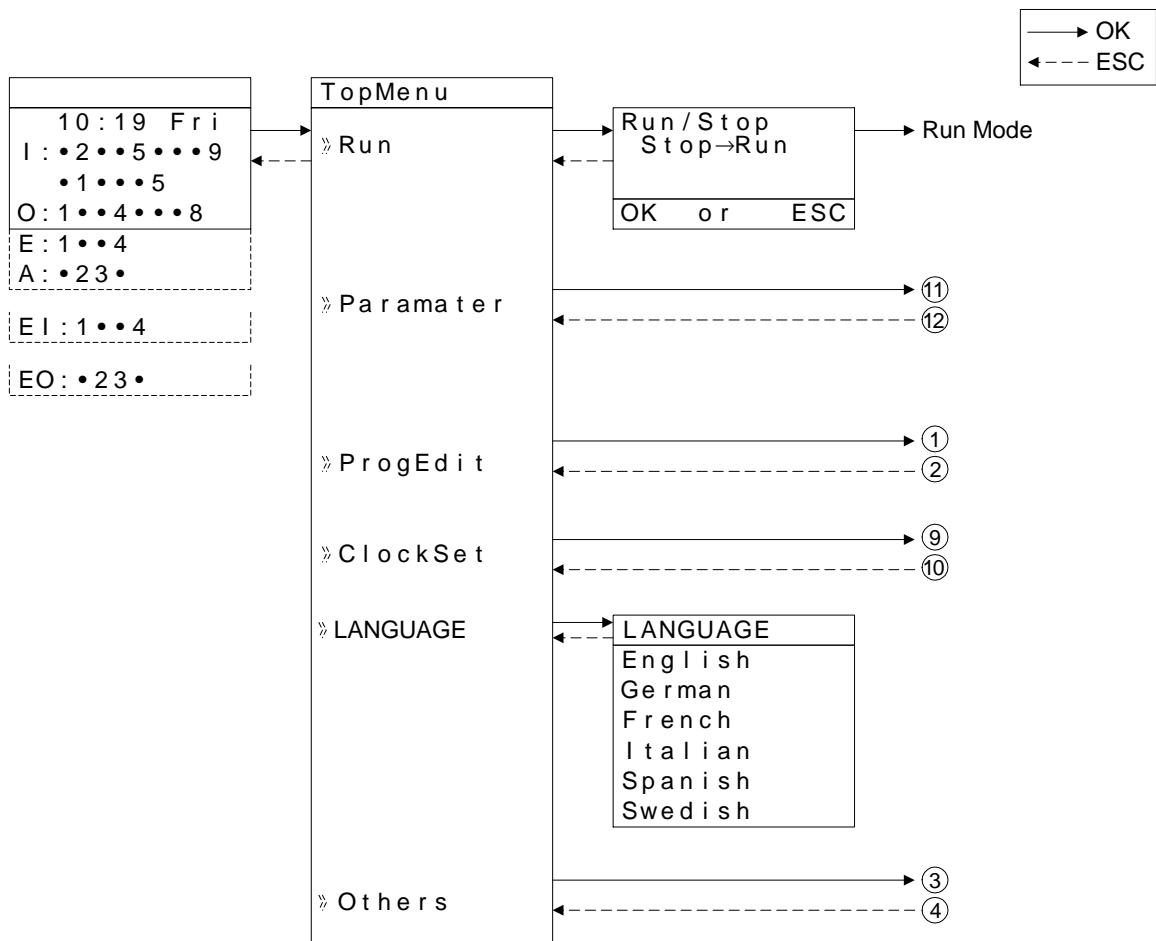 OK
ESC
10:19 Fri
I:•2••5•••9
•1•••5
O:1••4•••8
E:1••4
A:•23•
EI:1••4
EO:•23•
TopMenu
»Run
»Paramater
»ProgEdit
»ClockSet
»LANGUAGE
»Others
Run/Stop
Stop→Run
OK or ESC
Run Mode
⑪
⑫
①
②
⑨
⑩
LANGUAGE
English
German
French
Italian
Spanish
Swedish
③
④